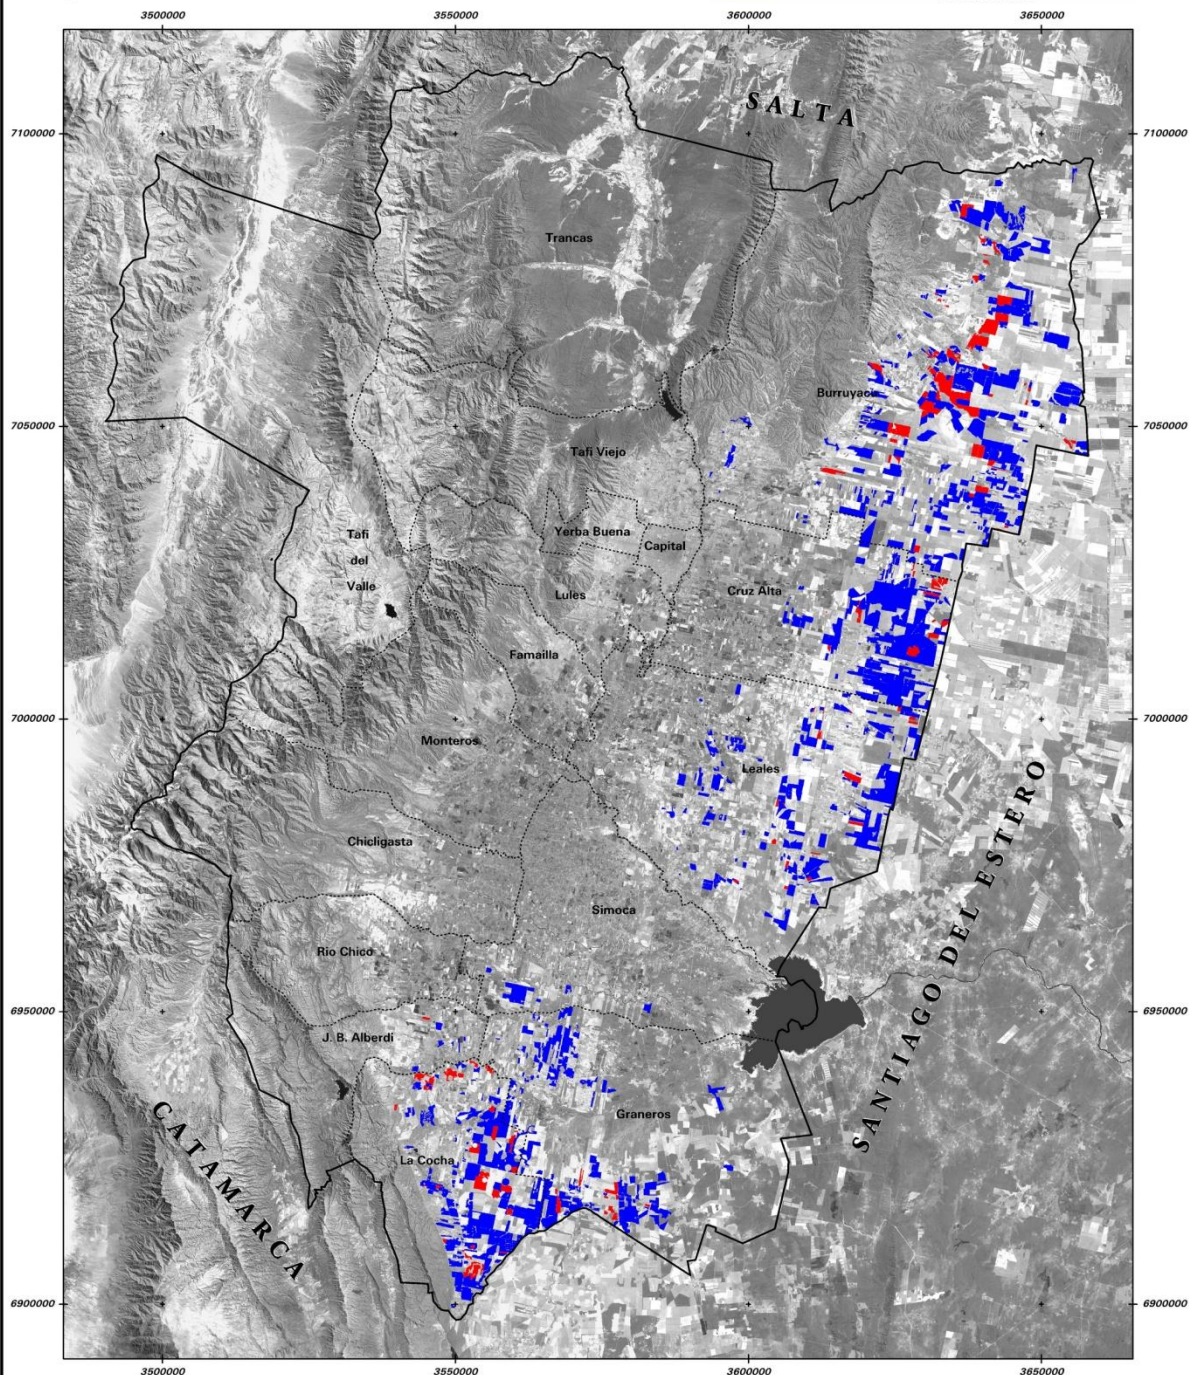 3500000
3550000
3600000
3650000
SALTA
7100000
7100000
Trancas
Burruyacu
7050000
7050000
Tafi Viejo
Yerba Buena
Capital
Tafi
del
Valle
Lules
Cruz Alta
Famailla
7000000
7000000
Monteros
Leales
Chicligasta
Simoca
SANTIAGO DEL ESTERO
Rio Chico
6950000
6950000
J. B. Alberdi
Graneros
CATAMARCA
La Cocha
6900000
6900000
3500000
3550000
3600000
3650000